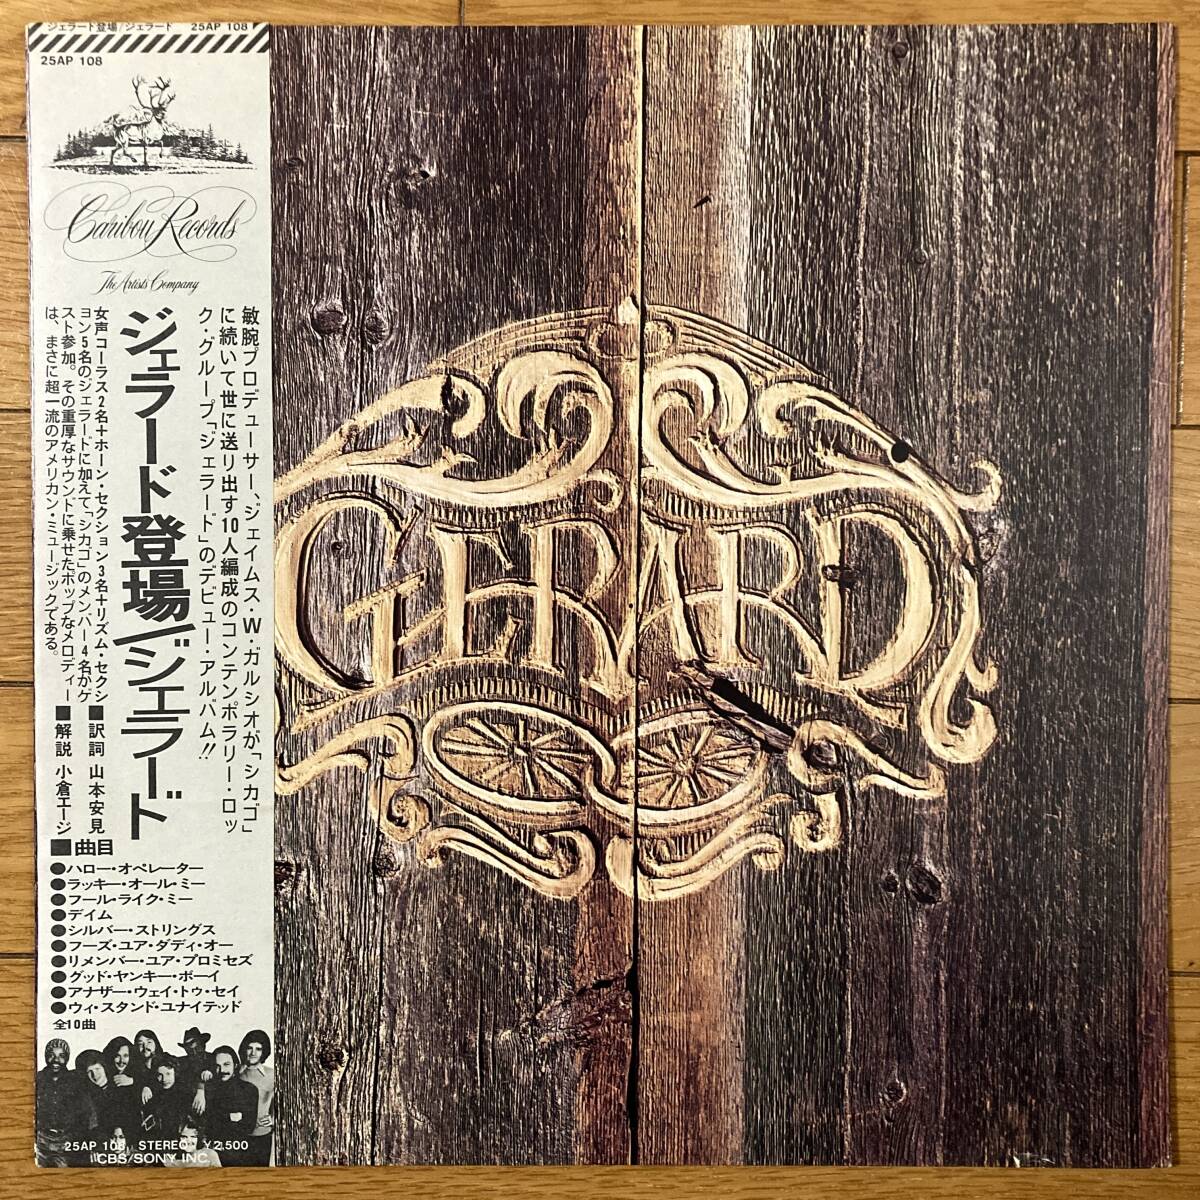 ジェラード登場/ジェラード 25AP 108
25AP 108
Caribou Records
The Artists Company
敏腕プロデューサー、ジェイムス・W・ガルシオが「シカゴ」
に続いて世に送り出す10人編成のコンテンポラリー・ロッ
ク・グループ「ジェラード」のデビュー・アルバム!!
ジェラード登場/ジェラード
女声コーラス2名+ホーン・セクション3名+リズム・セクシ
ョン5名のジェラードに加えて、「シカゴ」のメンバー4名がゲ
スト参加。その重厚なサウンドに乗せたポップなメロディー
は、まさに超一流のアメリカン・ミュージックである。
■訳詞 山本安見
■解説 小倉エージ
■曲目
●ハロー・オペレーター
●ラッキー・オール・ミー
●フール・ライク・ミー
●デイム
●シルバー・ストリングス
●フーズ・ユア・ダディ・オー
●リメンバー・ユア・プロミセズ
●グッド・ヤンキー・ボーイ
●アナザー・ウェイ・トゥ・セイ
●ウィ・スタンド・ユナイテッド
全10曲
25AP 108 STEREO ¥2,500
CBS/SONY INC.
GERARD